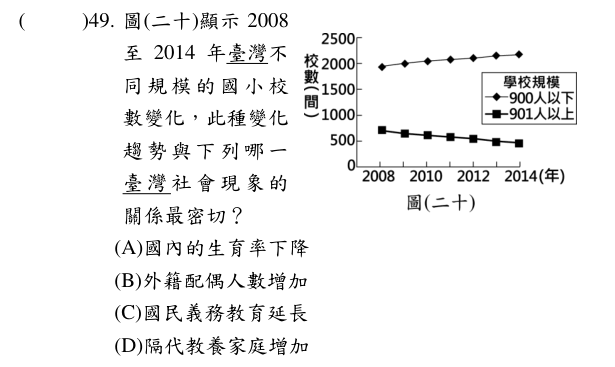 (　　)49. 圖(二十)顯示 2008
至 2014 年臺灣不
同規模的國小校
數變化，此種變化
趨勢與下列哪一
臺灣社會現象的
關係最密切？
(A)國內的生育率下降
(B)外籍配偶人數增加
(C)國民義務教育延長
(D)隔代教養家庭增加
校數(間)
2500
2000
1500
1000
500
0
2008 2010 2012 2014(年)
學校規模
900人以下
901人以上
圖(二十)